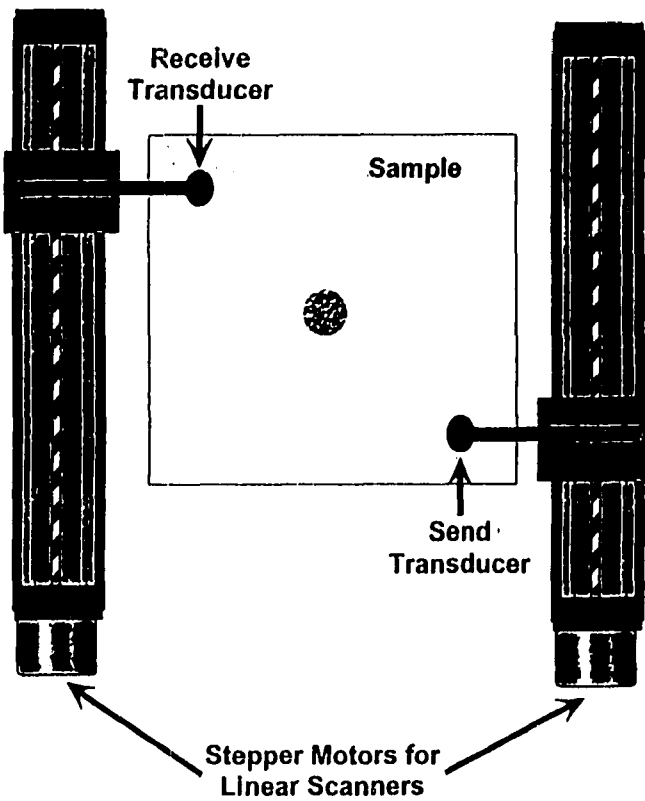 Receive
Transducer
Sample
Send
Transducer
Stepper Motors for
Linear Scanners